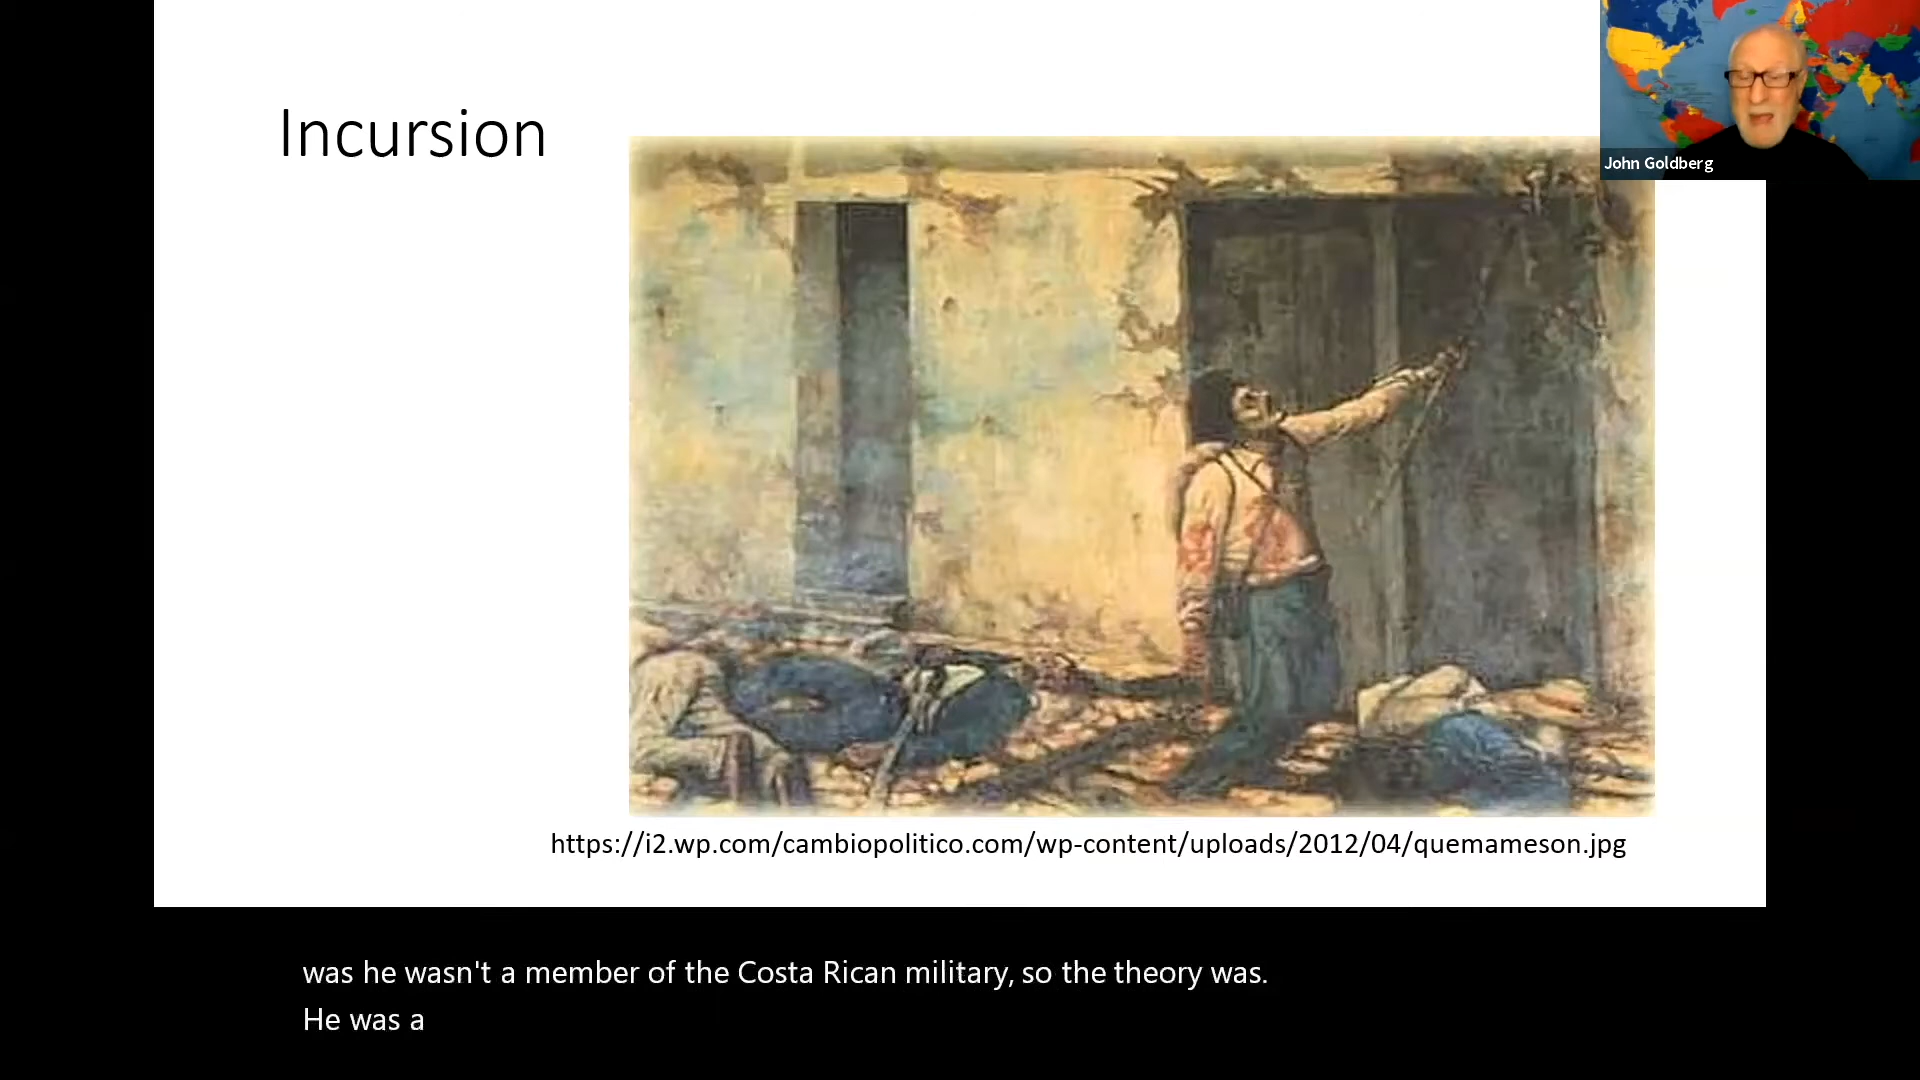 Incursion
John Goldberg
https://i2.wp.com/cambiopolitico.com/wp-content/uploads/2012/04/quemameson.jpg
was he wasn't a member of the Costa Rican military, so the theory was.
He was a